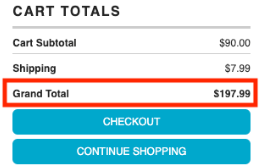 CART TOTALS
Cart Subtotal $90.00
Shipping $7.99
Grand Total $197.99
CHECKOUT
CONTINUE SHOPPING